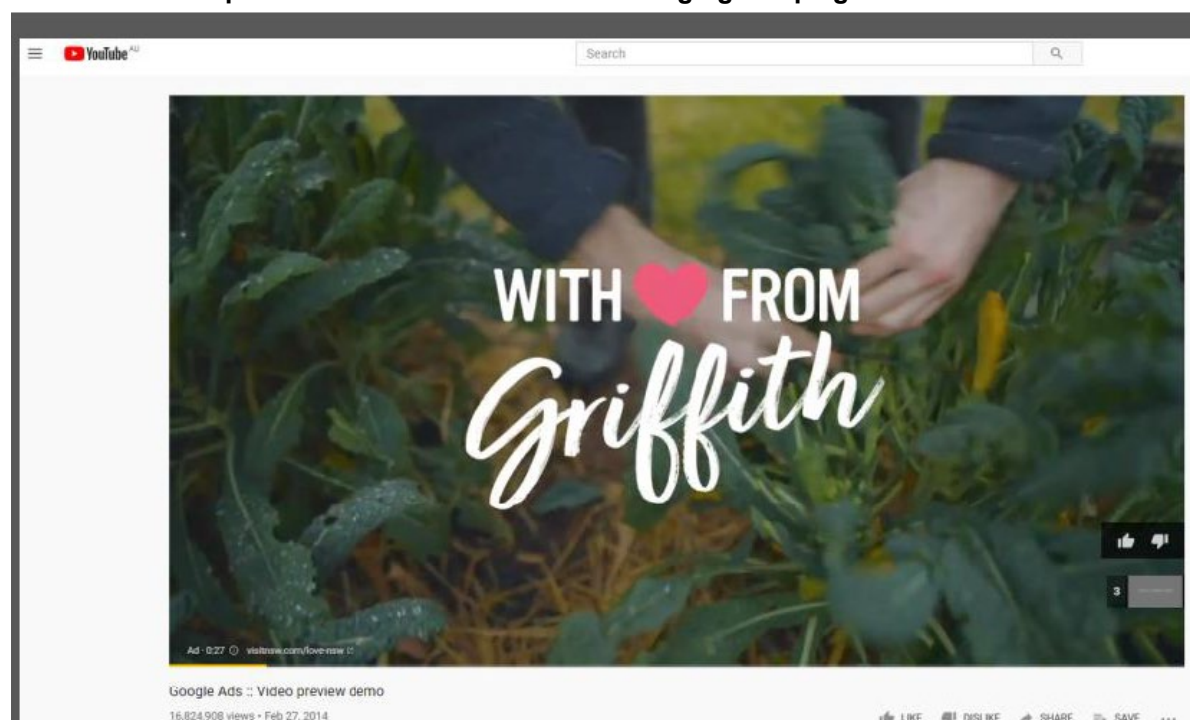 YouTube AU
Search
WITH FROM
Griffith
3
Ad · 0:27 visitnsw.com/love-nsw
Google Ads :: Video preview demo
16,824,908 views • Feb 27, 2014
LIKE DISLIKE SHARE SAVE